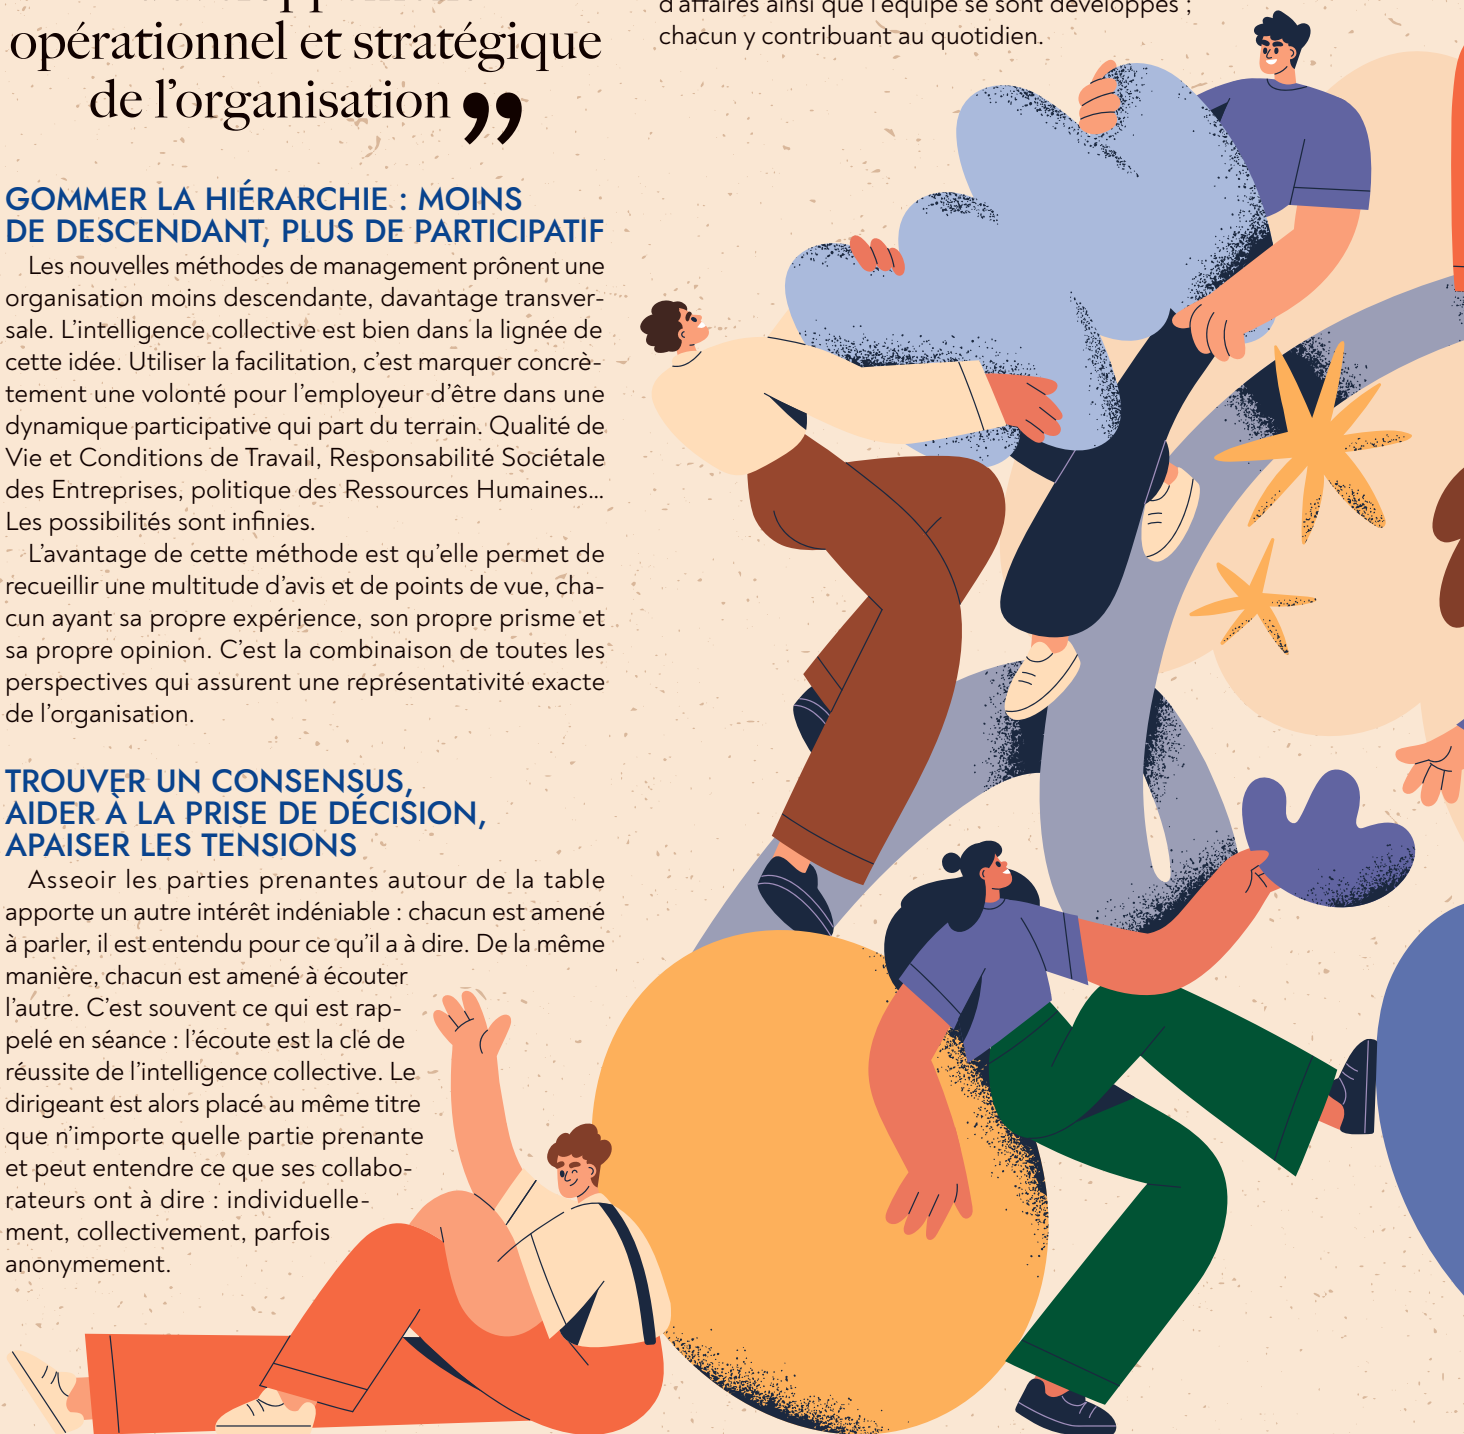 opérationnel et stratégique
de l’organisation ”
GOMMER LA HIÉRARCHIE : MOINS
DE DESCENDANT, PLUS DE PARTICIPATIF
Les nouvelles méthodes de management prônent une
organisation moins descendante, davantage transver-
sale. L’intelligence collective est bien dans la lignée de
cette idée. Utiliser la facilitation, c’est marquer concrè-
tement une volonté pour l’employeur d’être dans une
dynamique participative qui part du terrain. Qualité de
Vie et Conditions de Travail, Responsabilité Sociétale
des Entreprises, politique des Ressources Humaines…
Les possibilités sont infinies.
L’avantage de cette méthode est qu’elle permet de
recueillir une multitude d’avis et de points de vue, cha-
cun ayant sa propre expérience, son propre prisme et
sa propre opinion. C’est la combinaison de toutes les
perspectives qui assurent une représentativité exacte
de l’organisation.
TROUVER UN CONSENSUS,
AIDER À LA PRISE DE DÉCISION,
APAISER LES TENSIONS
Asseoir les parties prenantes autour de la table
apporte un autre intérêt indéniable : chacun est amené
à parler, il est entendu pour ce qu’il a à dire. De la même
manière, chacun est amené à écouter
l’autre. C’est souvent ce qui est rap-
pelé en séance : l’écoute est la clé de
réussite de l’intelligence collective. Le
dirigeant est alors placé au même titre
que n’importe quelle partie prenante
et peut entendre ce que ses collabo-
rateurs ont à dire : individuelle-
ment, collectivement, parfois
anonymement.
d’affaires ainsi que l’équipe se sont développés ;
chacun y contribuant au quotidien.